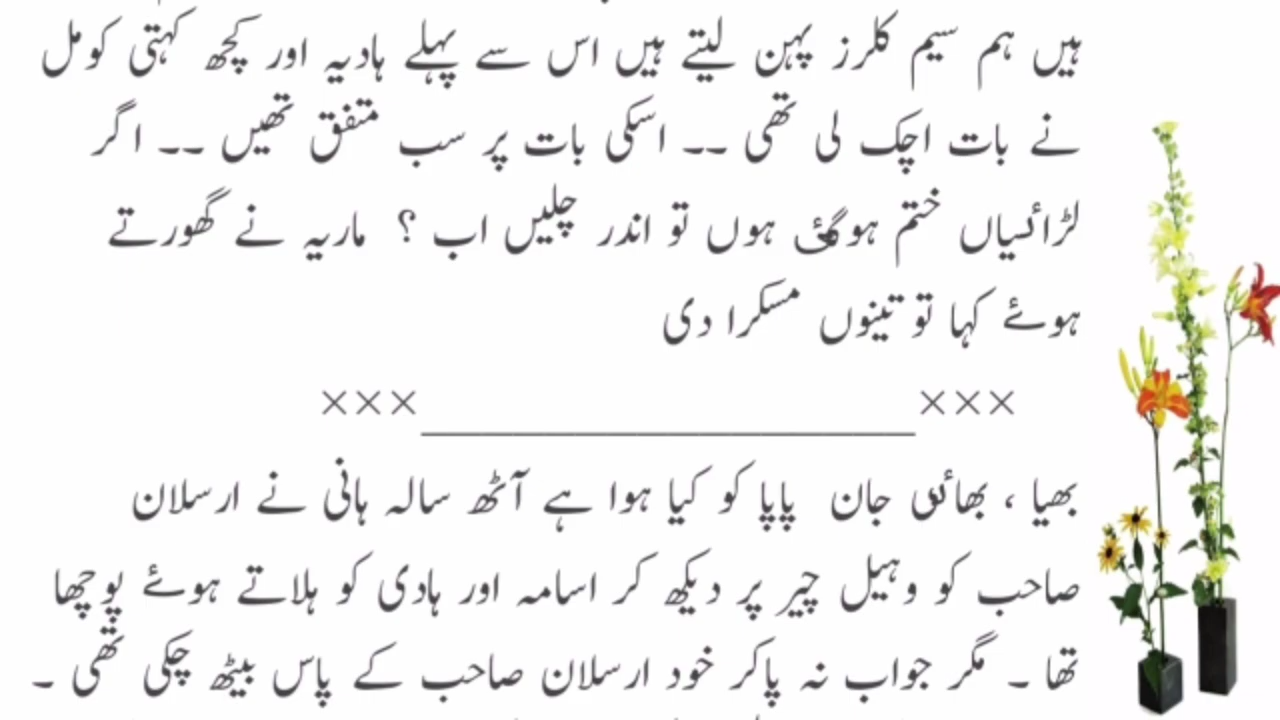 ہیں ہم سیم کلرز پہن لیتے ہیں اس سے پہلے ہادیہ اور کچھ کہتی کومل
نے بات اچک لی تھی ۔۔ اسکی بات پر سب متفق تھیں ۔۔ اگر
لڑائیاں ختم ہوگئی ہوں تو اندر چلیں اب ؟ ماریہ نے گھورتے
ہوئے کہا تو تینوں مسکرا دی
×××________________________×××
بھیا ، بھائی جان پاپا کو کیا ہوا ہے آٹھ سالہ ہانی نے ارسلان
صاحب کو وہیل چیر پر دیکھ کر اسامہ اور ہادی کو ہلاتے ہوئے پوچھا
تھا ۔ مگر جواب نہ پاکر خود ارسلان صاحب کے پاس بیٹھ چکی تھی ۔